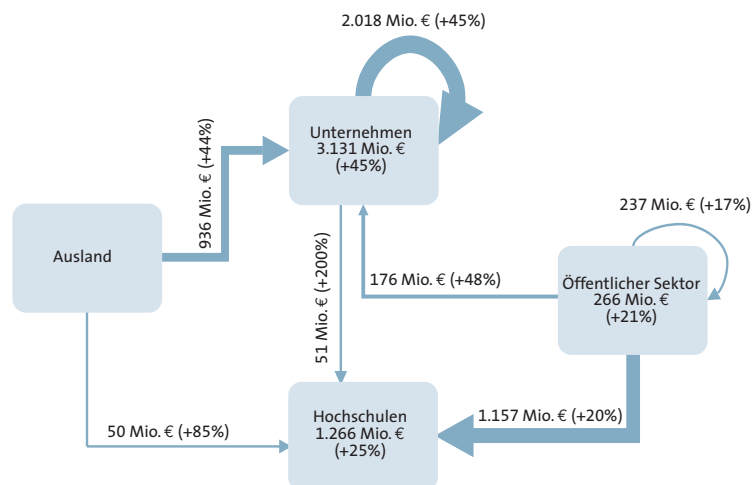 2.018 Mio. € (+45%)
Unternehmen
3.131 Mio. €
(+45%)
936 Mio. € (+44%)
237 Mio. € (+17%)
Ausland
51 Mio. € (+200%)
176 Mio. € (+48%)
Öffentlicher Sektor
266 Mio. €
(+21%)
Hochschulen
1.266 Mio. €
(+25%)
1.157 Mio. € (+20%)
50 Mio. € (+85%)